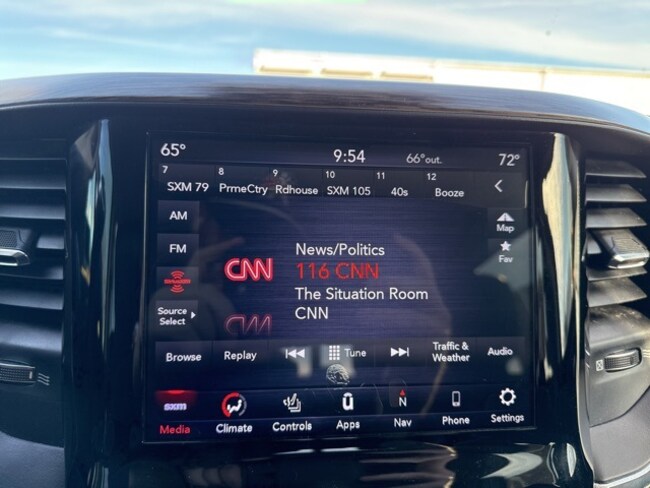 65°
9:54
66°out.
72°
7
SXM 79
8
PrmeCtry
9
Rdhouse
10
SXM 105
11
40s
12
Booze
AM
FM
Source
Select
CNN
News/Politics
116 CNN
The Situation Room
CNN
CNN
Map
Fav
Browse
Replay
Tune
Traffic &
Weather
Audio
sxm
Media
Climate
Controls
Apps
N
Nav
Phone
Settings